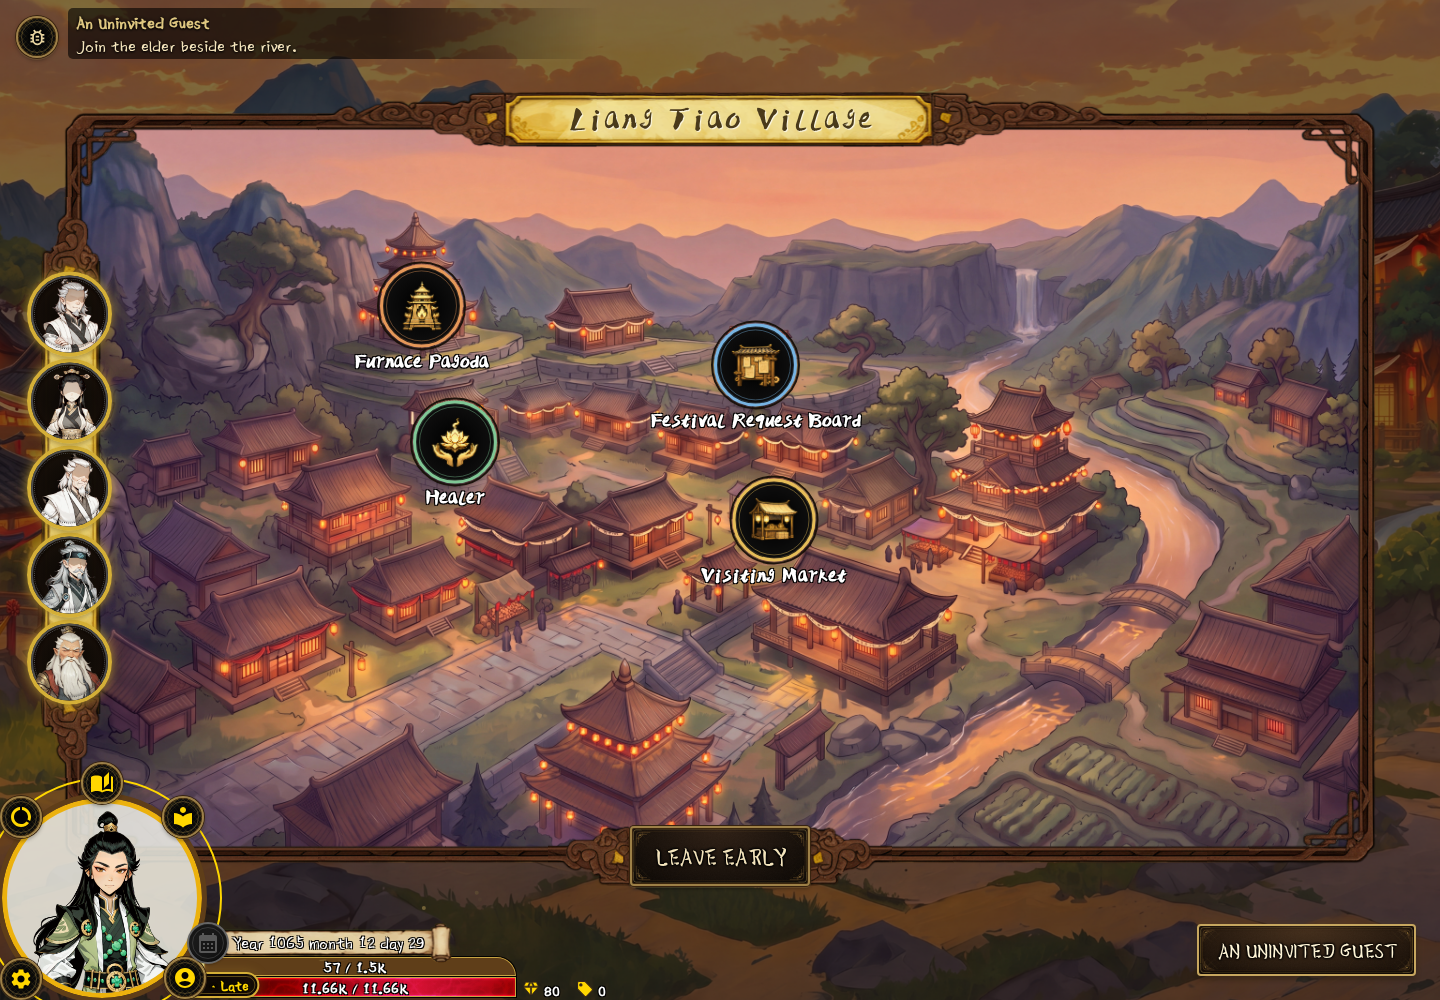 An Uninvited Guest
Join the elder beside the river.
Liang Tiao Village
Furnace Pagoda
Festival Request Board
Healer
Visiting Market
LEAVE EARLY
Year 1065 month 12 day 29
57 / 1.5K
· Late
11.66K / 11.66K
80
0
AN UNINVITED GUEST